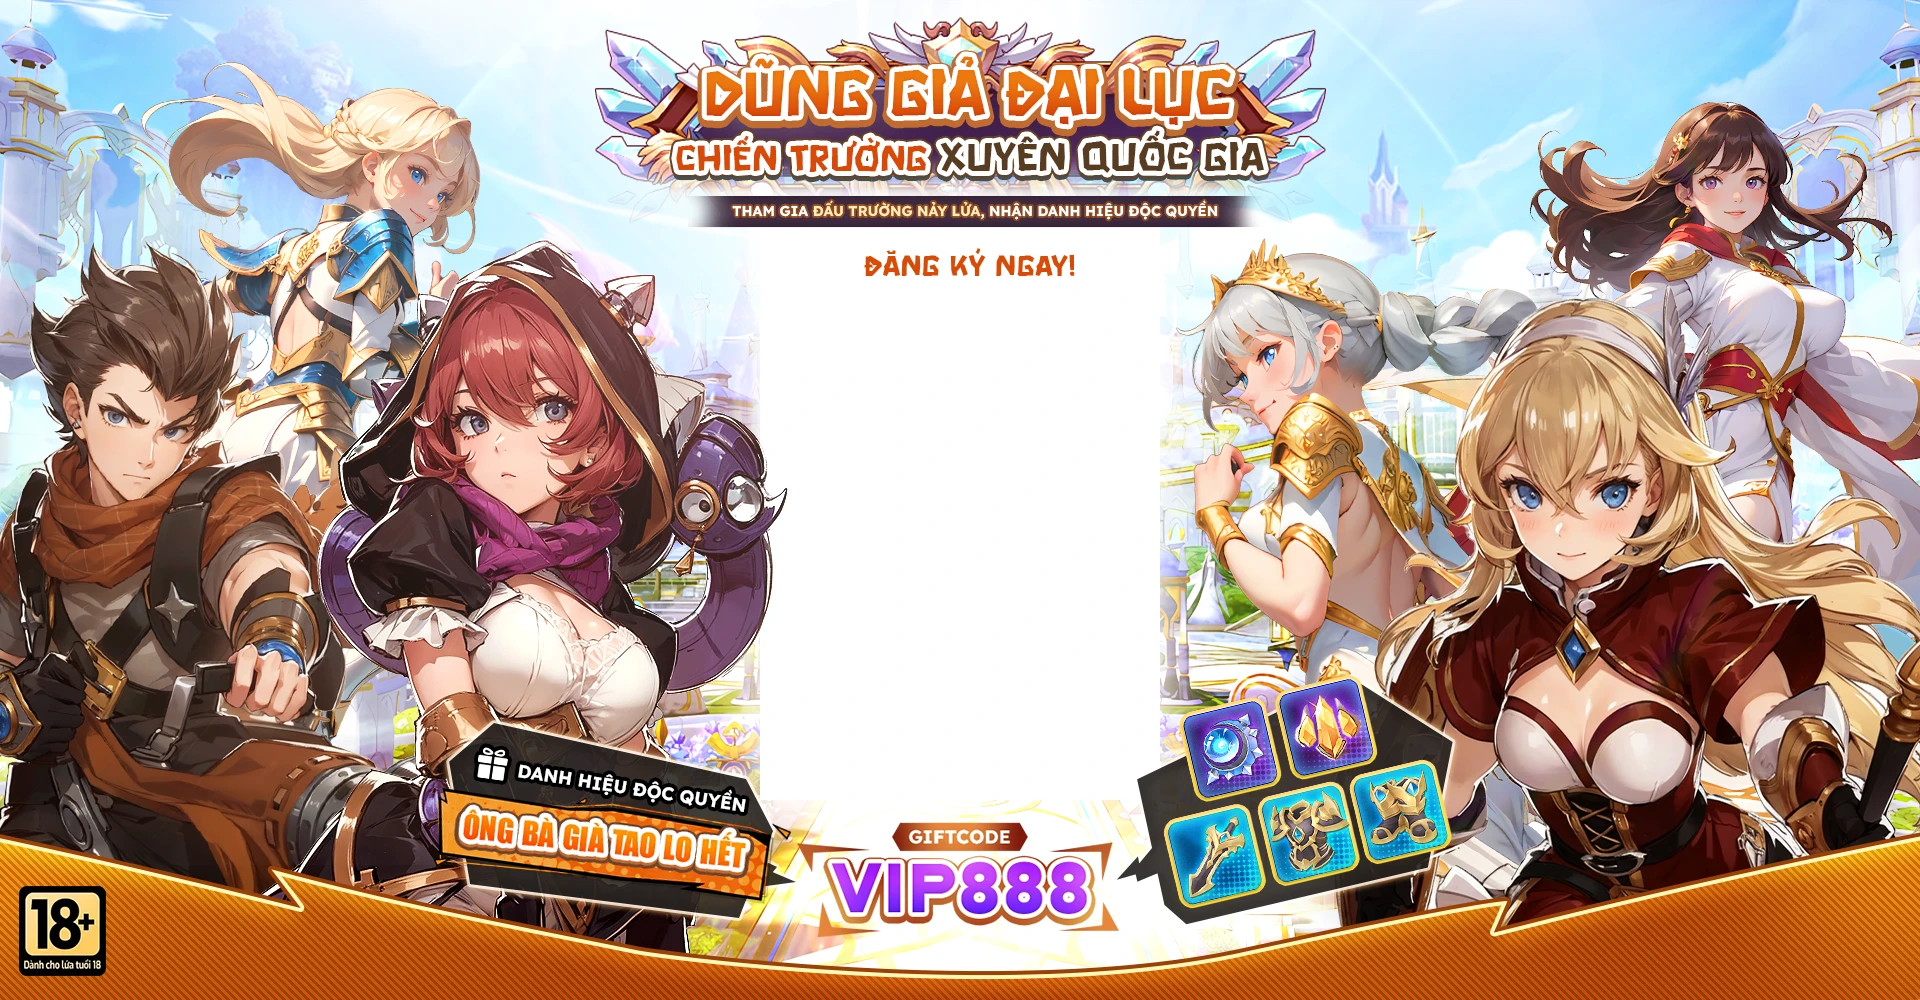 DŨNG GIẢ ĐẠI LỤC
CHIẾN TRƯỜNG XUYÊN QUỐC GIA
THAM GIA ĐẤU TRƯỜNG NẢY LỬA, NHẬN DANH HIỆU ĐỘC QUYỀN
ĐĂNG KÝ NGAY!
DANH HIỆU ĐỘC QUYỀN
ÔNG BÀ GIÀ TAO LO HẾT
GIFTCODE
VIP888
18+
Dành cho lứa tuổi 18